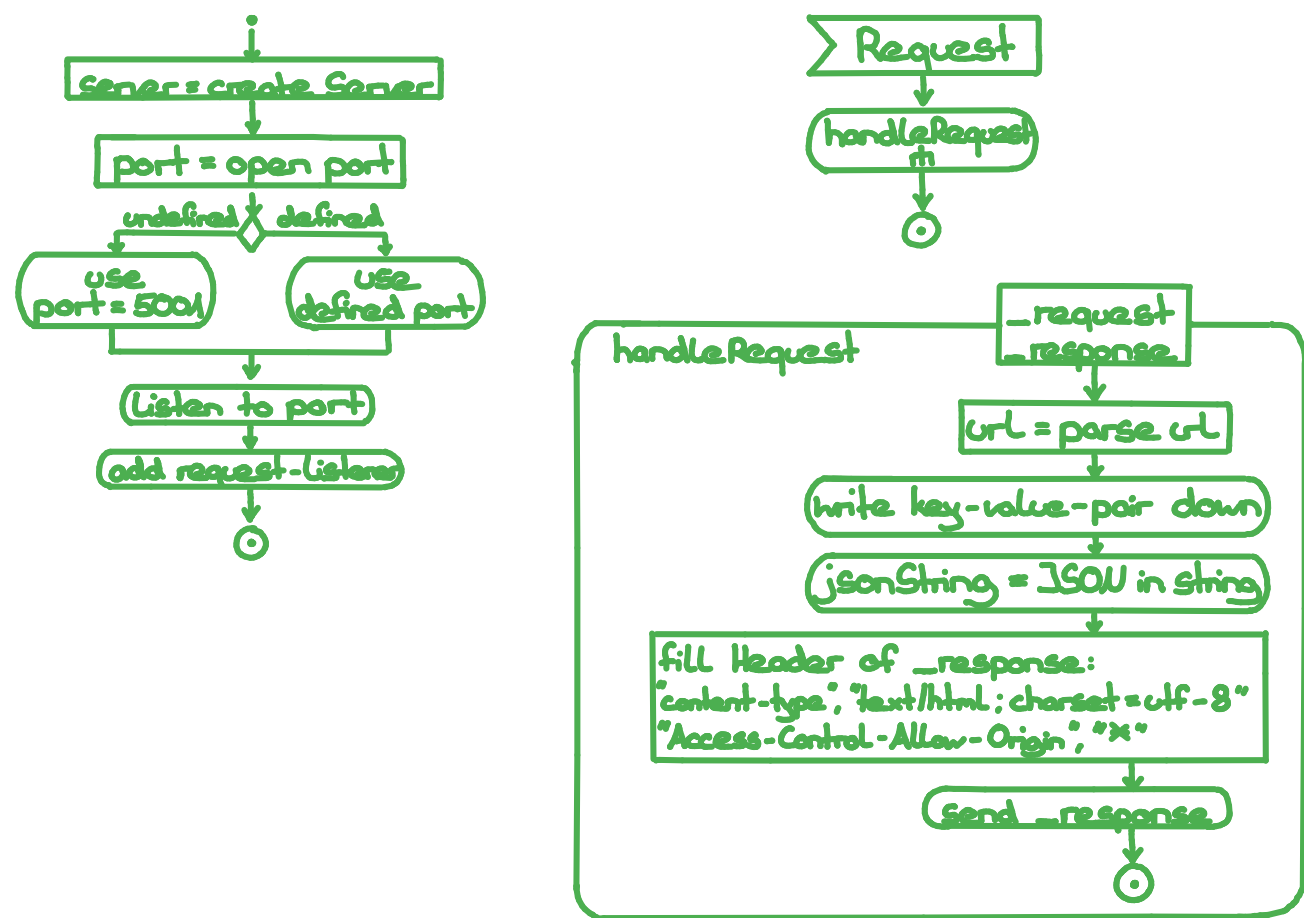 server = create Server
port = open port
undefined
defined
use
port = 5001
use
defined port
Listen to port
add request-Listener
Request
handleRequest
_request
_response
handleRequest
url = parse url
write key-value-pair down
jsonString = JSON in string
fill Header of _response:
"content-type", "text/html; charset=utf-8"
"Access-Control-Allow-Origin", "*"
send _response